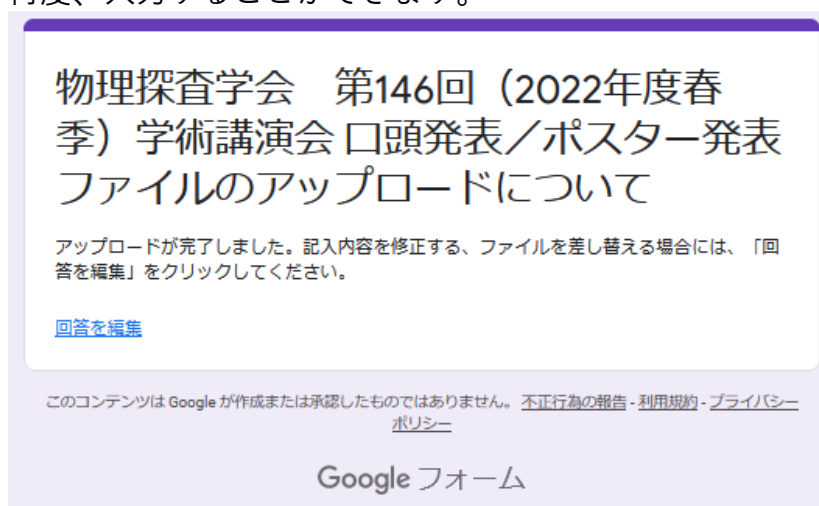 物理探査学会　第146回（2022年度春
季）学術講演会 口頭発表／ポスター発表
ファイルのアップロードについて
アップロードが完了しました。記入内容を修正する、ファイルを差し替える場合には、「回
答を編集」をクリックしてください。
回答を編集
このコンテンツは Google が作成または承認したものではありません。 不正行為の報告 - 利用規約 - プライバシー
ポリシー
Google フォーム